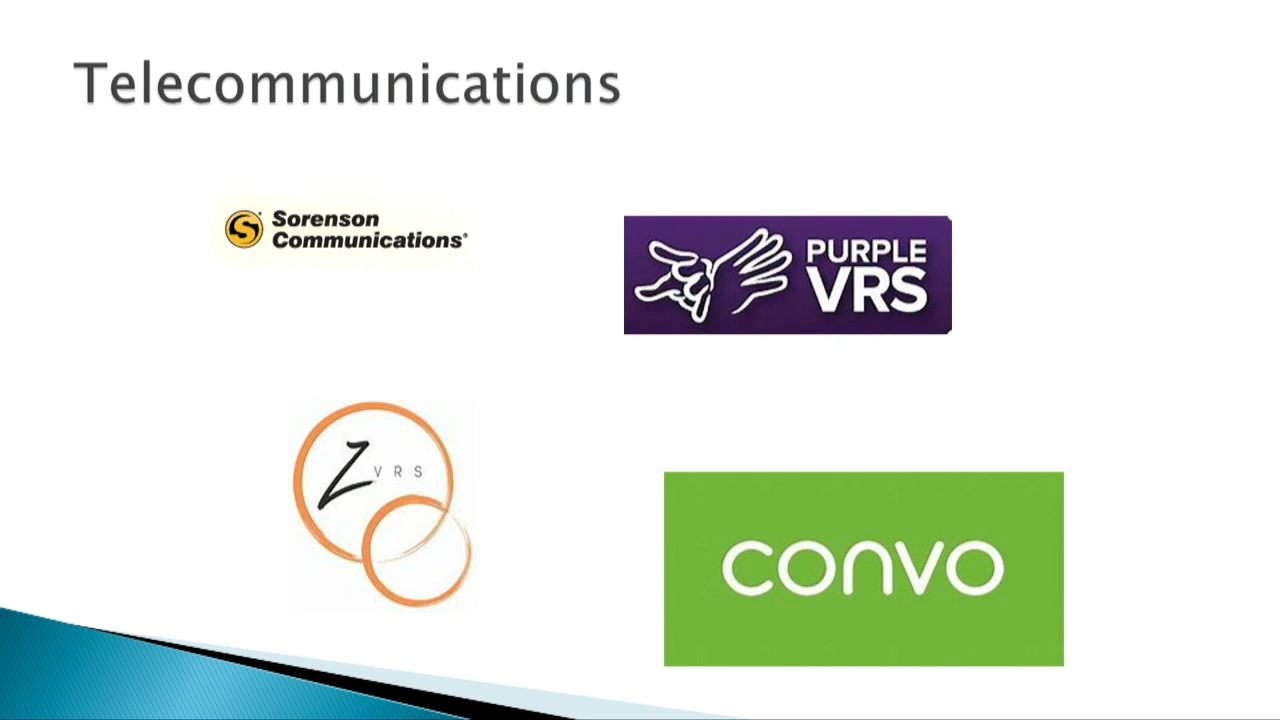 Telecommunications
Sorenson
Communications®
PURPLE
VRS
Z VRS
convo